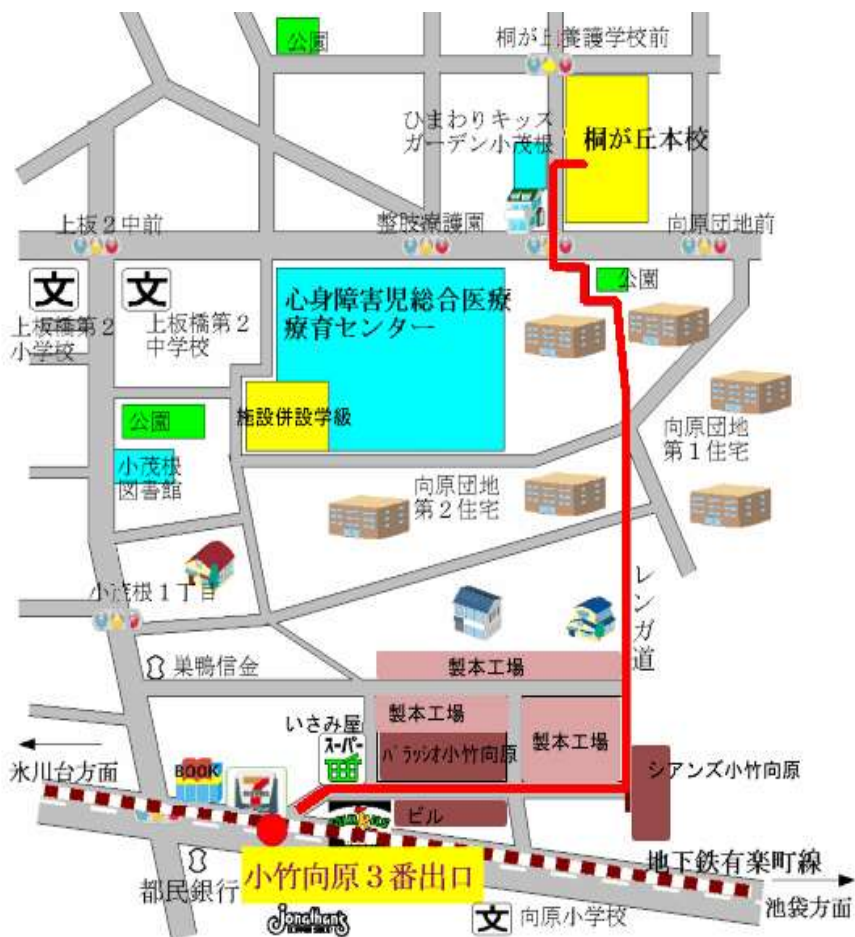 公園
桐が丘養護学校前
ひまわりキッズ
ガーデン小茂根
桐が丘本校
上板２中前
整肢療護園
向原団地前
文
文
公園
上板橋第２
小学校
上板橋第２
中学校
心身障害児総合医療
療育センター
施設併設学級
公園
小茂根
図書館
向原団地
第１住宅
向原団地
第２住宅
小茂根１丁目
レンガ道
巣鴨信金
製本工場
いさみ屋
スーパー
製本工場
パラッシオ小竹向原
製本工場
シアンズ小竹向原
氷川台方面
BOOK
ビル
都民銀行
小竹向原３番出口
地下鉄有楽町線
池袋方面
Jonathan's
文
向原小学校